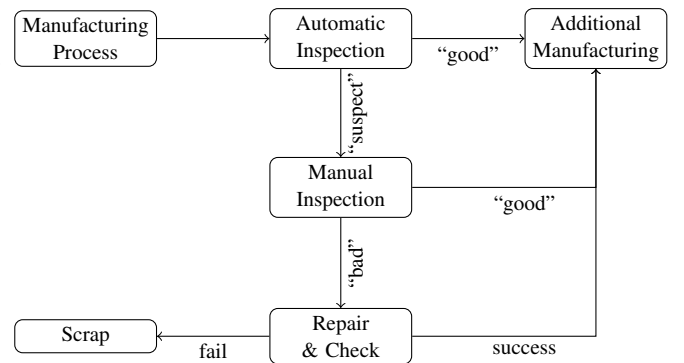 Manufacturing
Process
Automatic
Inspection
“good”
Additional
Manufacturing
“suspect”
Manual
Inspection
“good”
“bad”
Scrap
fail
Repair
& Check
success